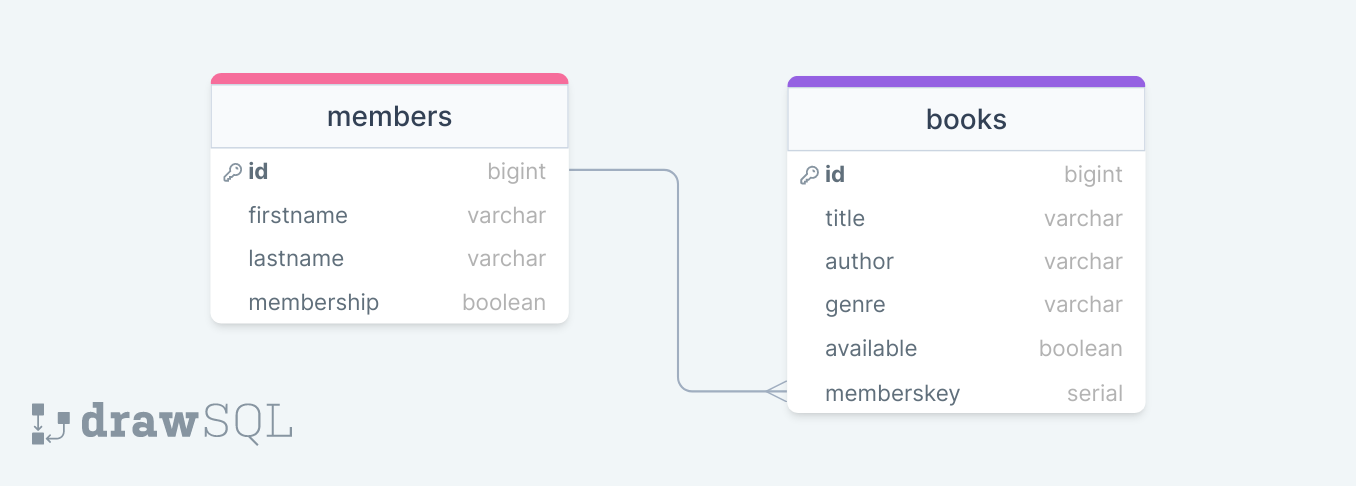 members
id bigint
firstname varchar
lastname varchar
membership boolean
books
id bigint
title varchar
author varchar
genre varchar
available boolean
memberskey serial
drawSQL